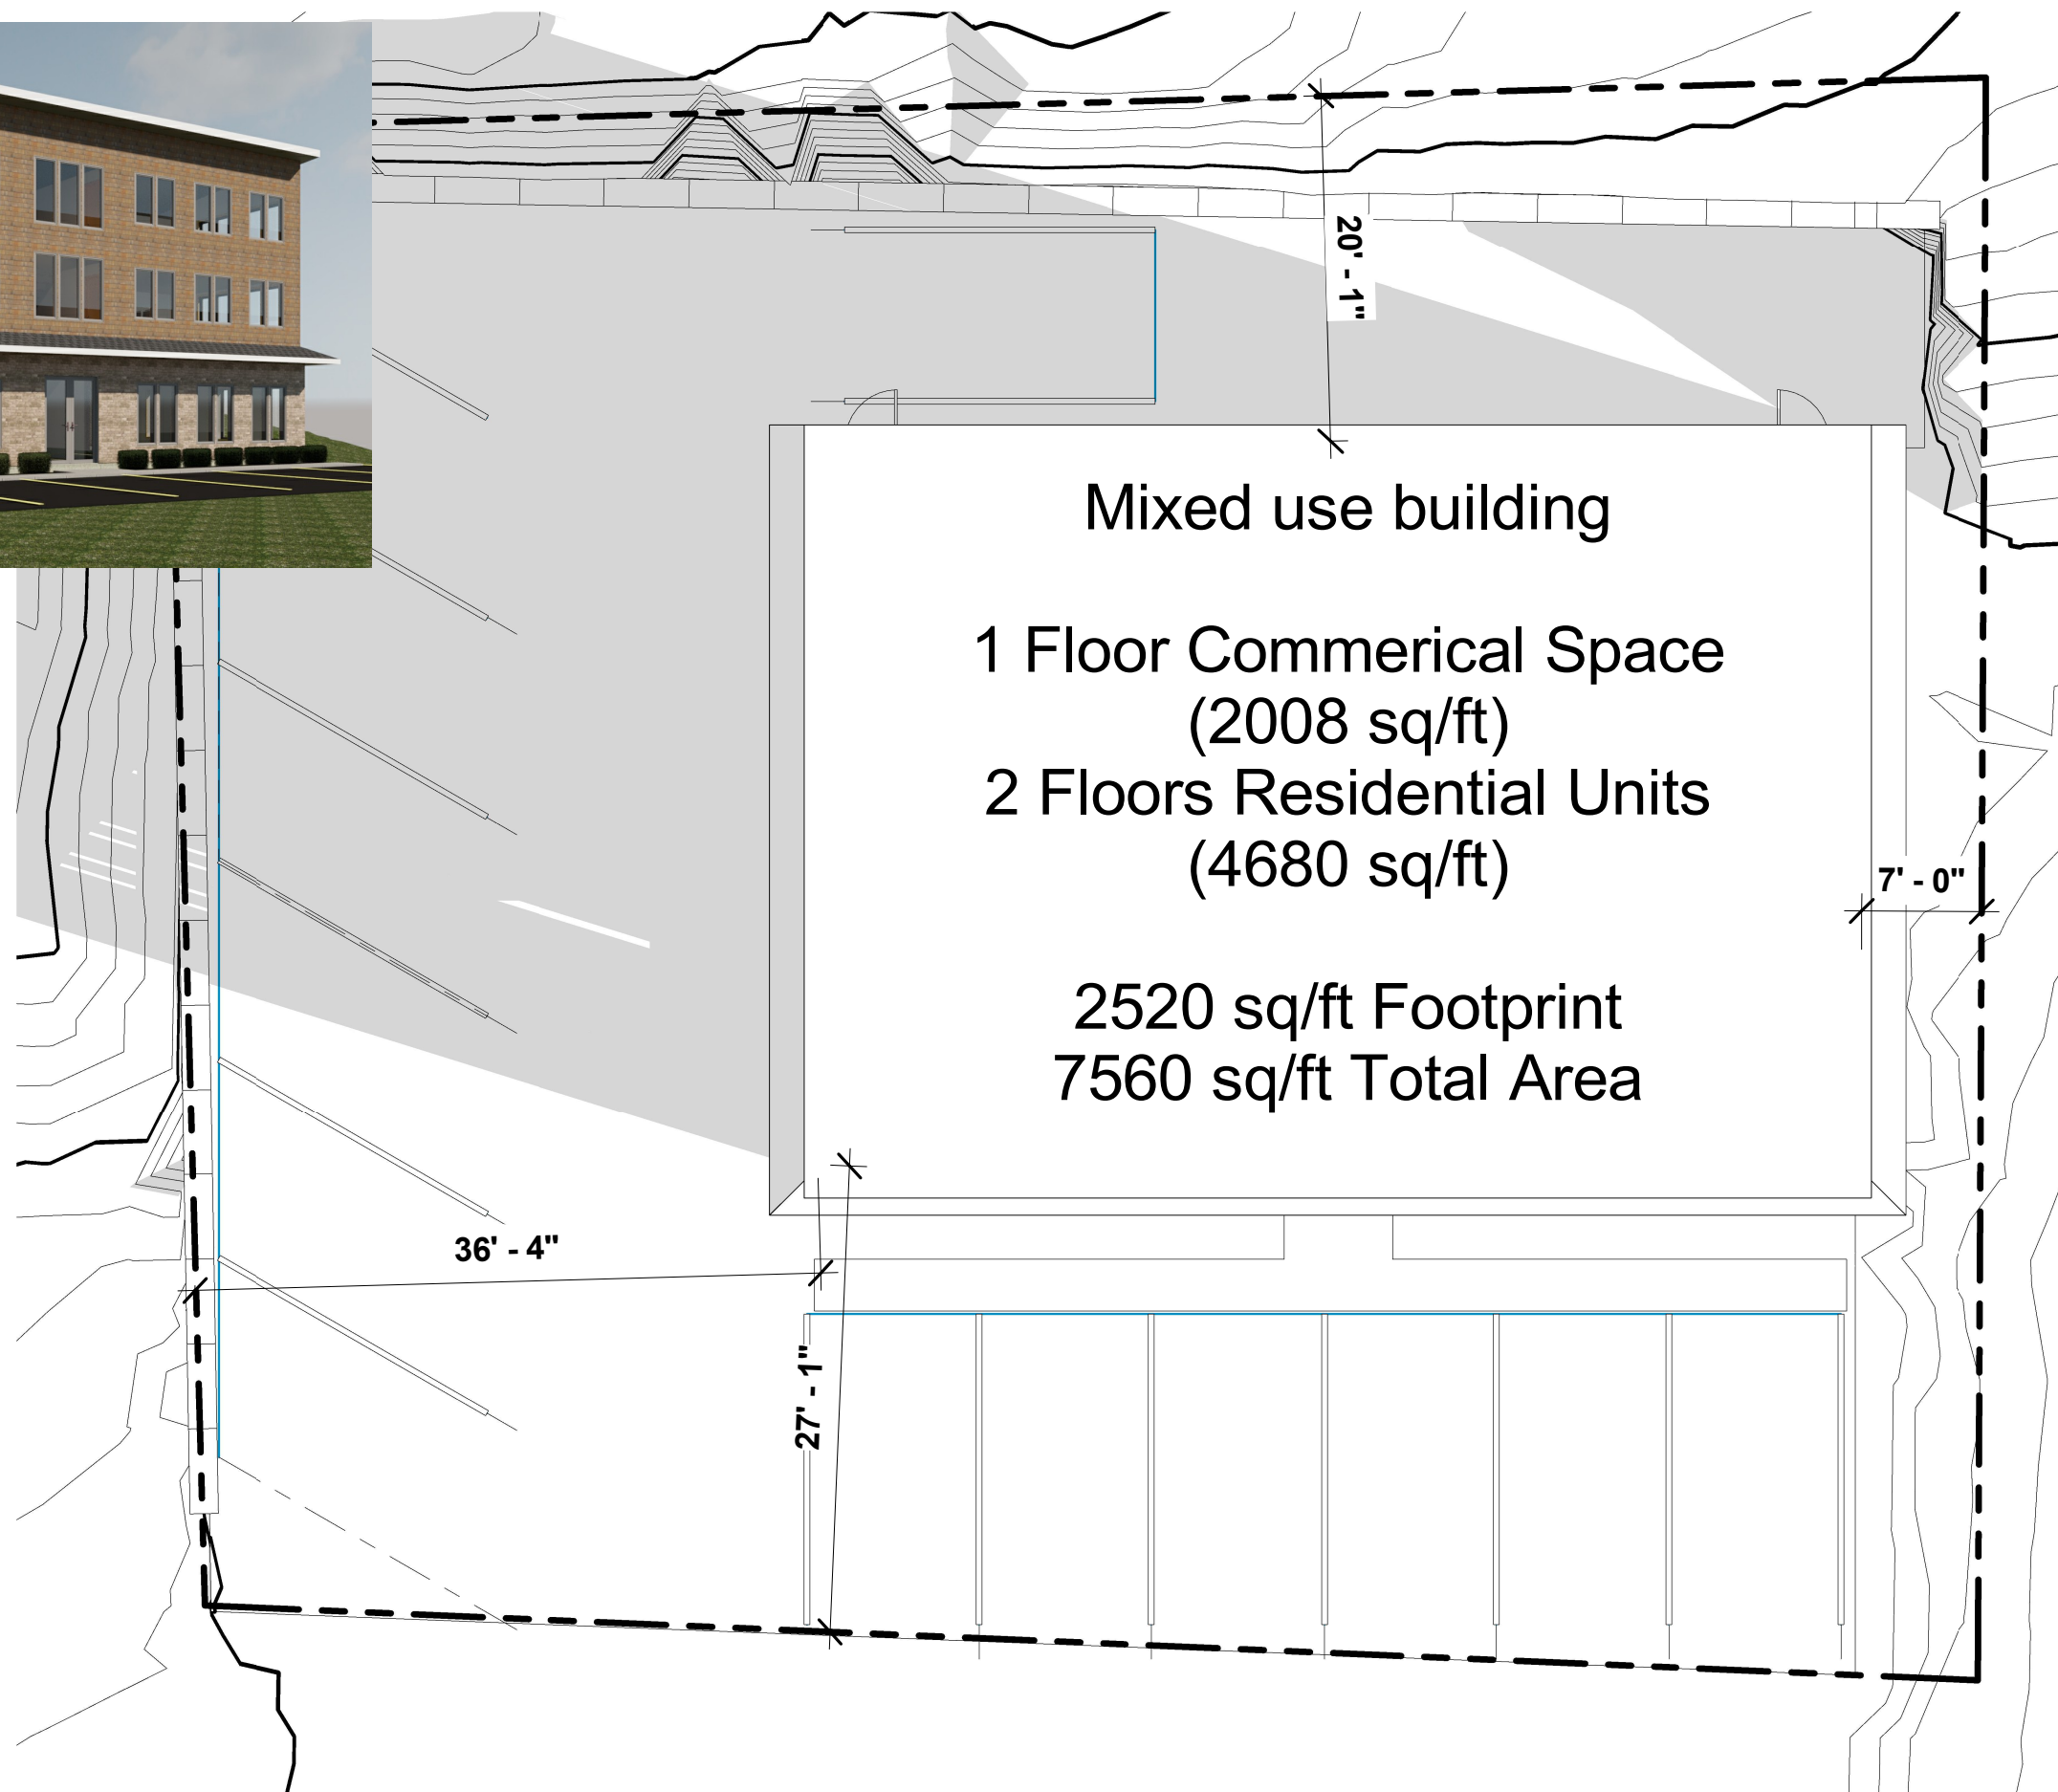 20' - 1"
Mixed use building
1 Floor Commerical Space
(2008 sq/ft)
2 Floors Residential Units
(4680 sq/ft)
7' - 0"
2520 sq/ft Footprint
7560 sq/ft Total Area
36' - 4"
27' - 1"